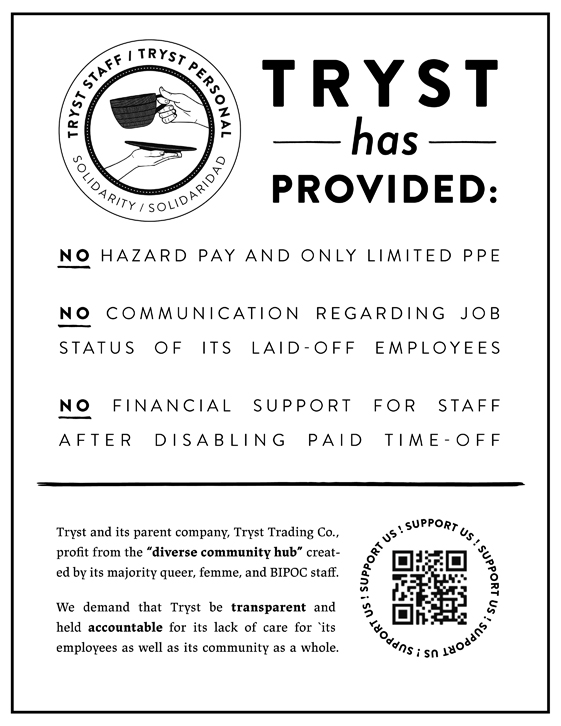 TRYST STAFF / TRYST PERSONAL
SOLIDARITY / SOLIDARIDAD
TRYST
has
PROVIDED:
NO HAZARD PAY AND ONLY LIMITED PPE
NO COMMUNICATION REGARDING JOB
STATUS OF ITS LAID-OFF EMPLOYEES
NO FINANCIAL SUPPORT FOR STAFF
AFTER DISABLING PAID TIME-OFF
Tryst and its parent company, Tryst Trading Co.,
profit from the “diverse community hub” creat-
ed by its majority queer, femme, and BIPOC staff.
We demand that Tryst be transparent and
held accountable for its lack of care for `its
employees as well as its community as a whole.
SUPPORT US ! SUPPORT US ! SUPPORT US ! SUPPORT US ! SUPPORT US !